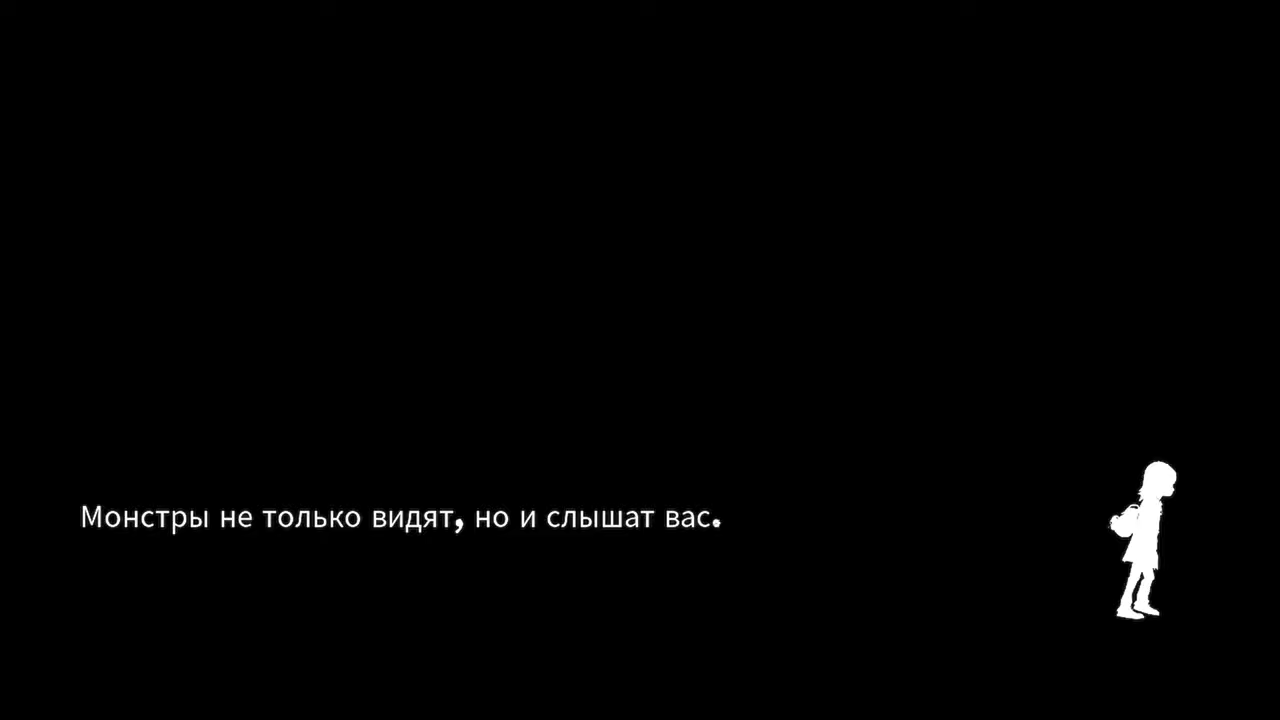 Монстры не только видят, но и слышат вас.